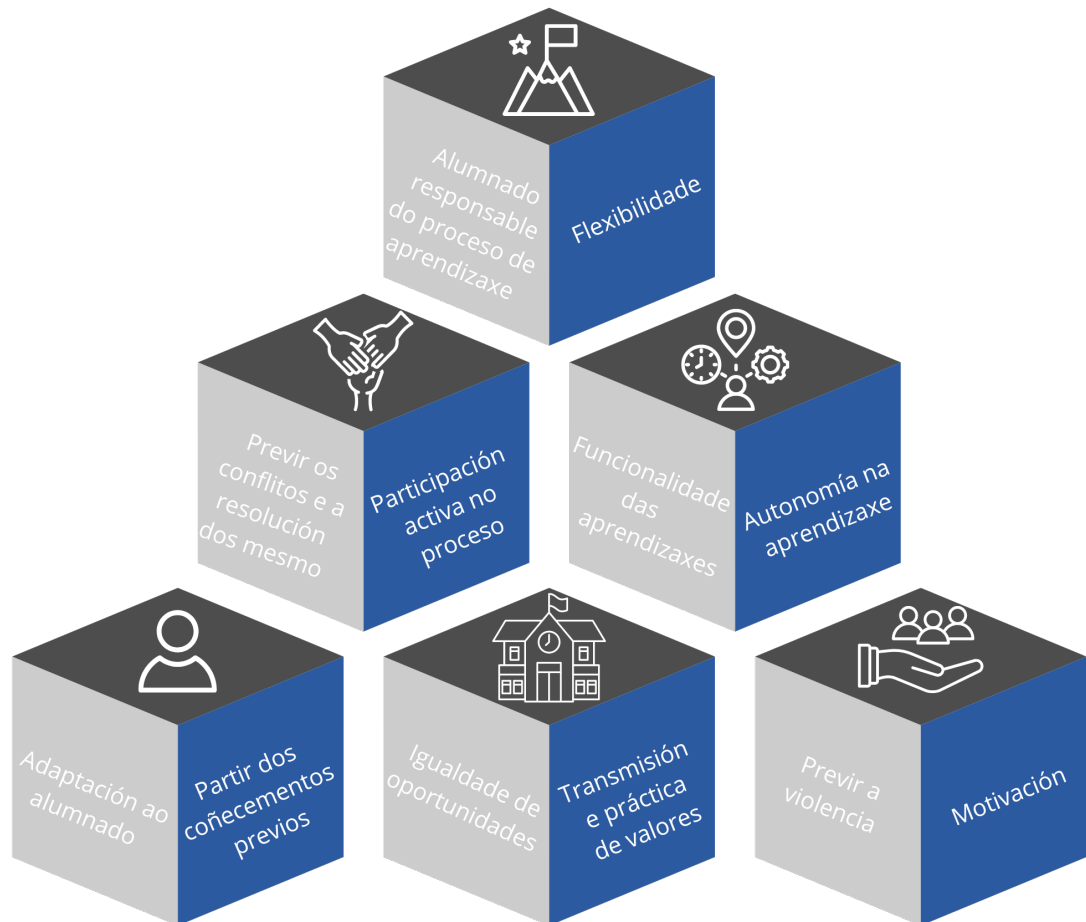 Alumnado
responsable
do proceso de
aprendizaxe
Flexibilidade
Previr os
conflitos e a
resolución
dos mesmo
Participación
activa no
proceso
Funcionalidade
das
aprendizaxes
Autonomía na
aprendizaxe
Adaptación ao
alumnado
Partir dos
coñecementos
previos
Igualdade de
oportunidades
Transmisión
e práctica
de valores
Previr a
violencia
Motivación